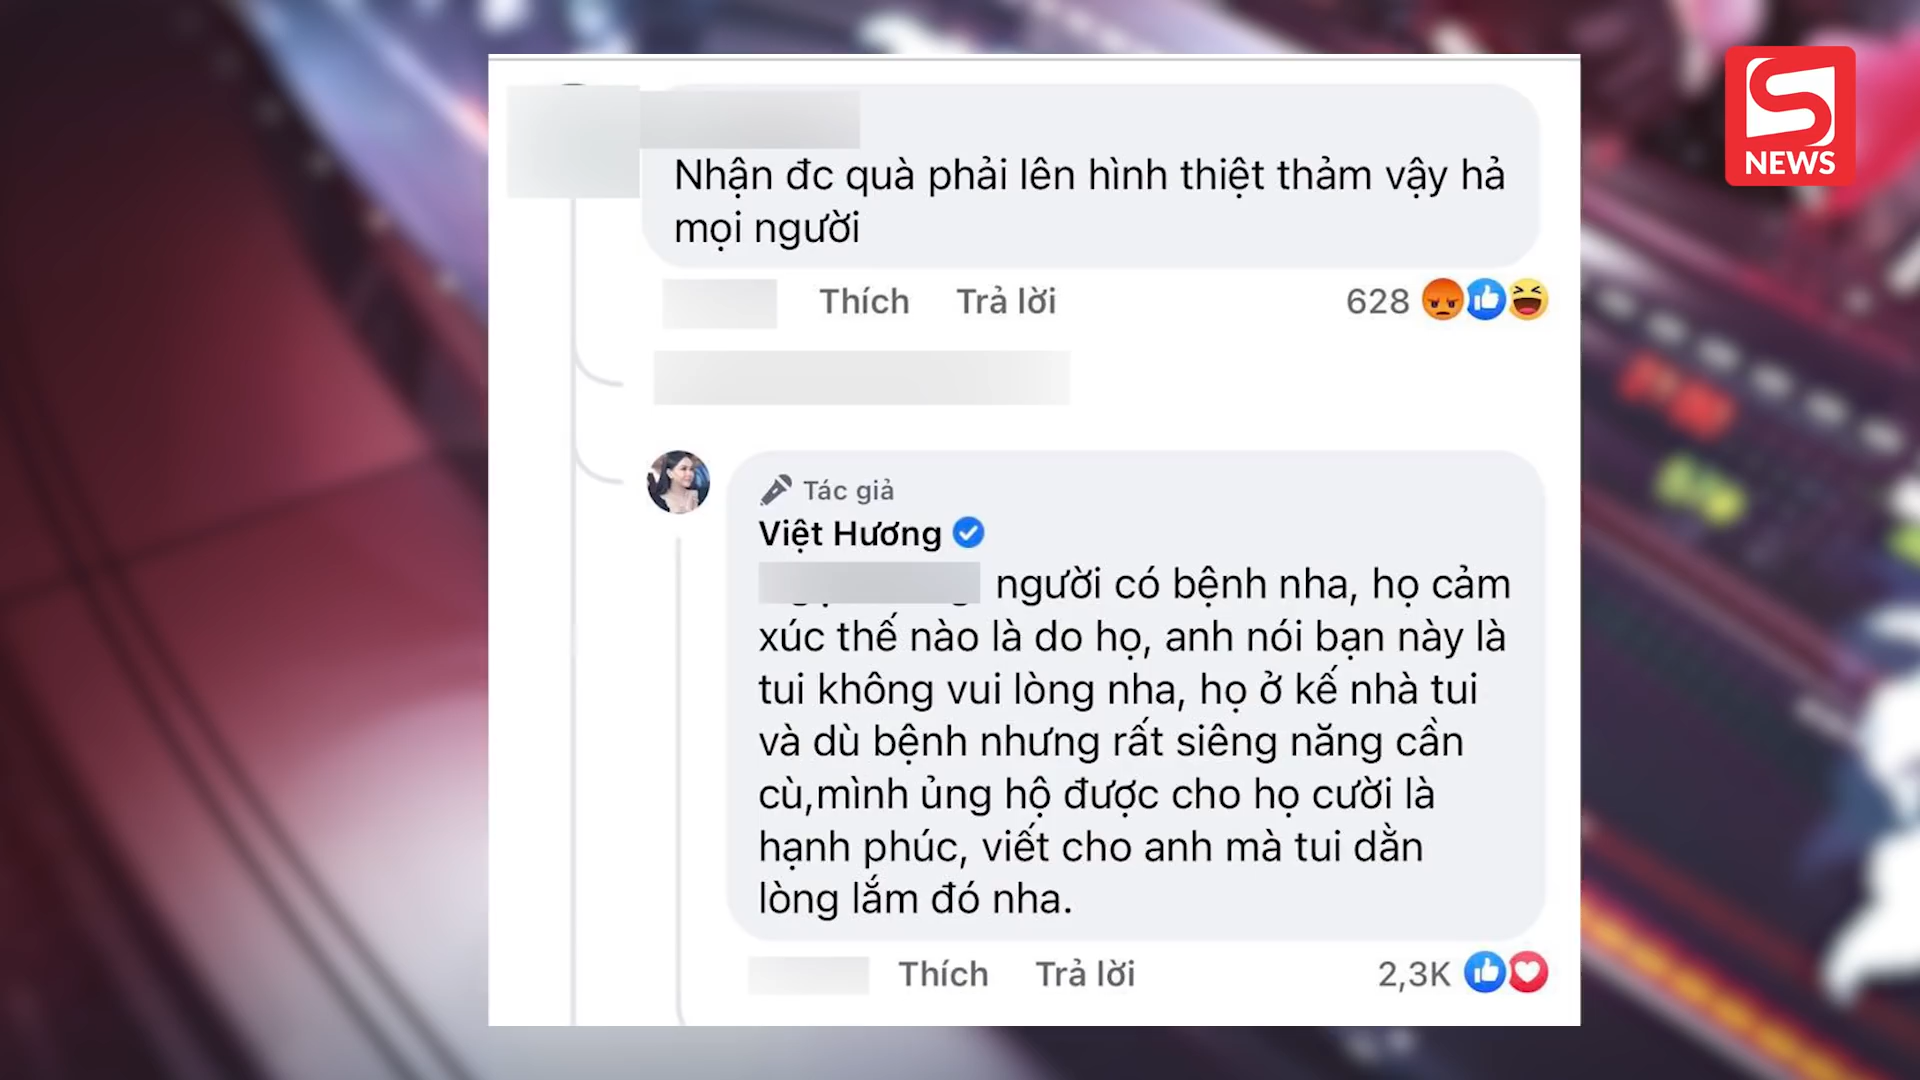 S
NEWS
Nhận đc quà phải lên hình thiệt thảm vậy hả
mọi người
Thích Trả lời 628
Tác giả
Việt Hương
người có bệnh nha, họ cảm
xúc thế nào là do họ, anh nói bạn này là
tui không vui lòng nha, họ ở kế nhà tui
và dù bệnh nhưng rất siêng năng cần
cù,mình ủng hộ được cho họ cười là
hạnh phúc, viết cho anh mà tui dằn
lòng lắm đó nha.
Thích Trả lời 2,3K